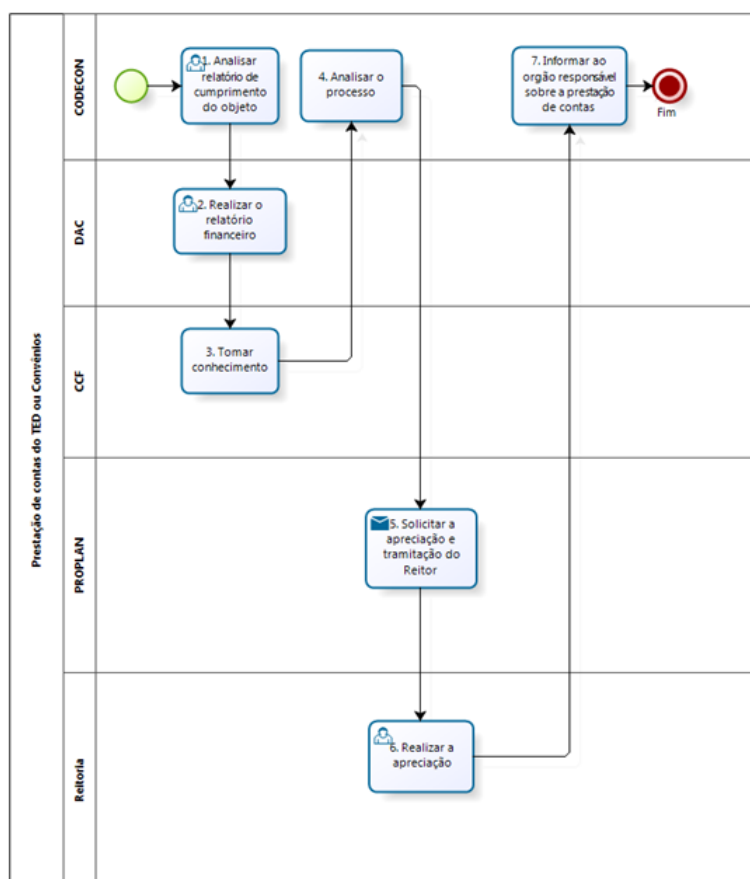 Prestação de contas do TED ou Convênios
CODECON
1. Analisar
relatório de
cumprimento
do objeto
4. Analisar o
processo
7. Informar ao
orgão responsável
sobre a prestação
de contas
Fim
DAC
2. Realizar o
relatório
financeiro
CCF
3. Tomar
conhecimento
PROPLAN
5. Solicitar a
apreciação e
tramitação do
Reitor
Reitoria
6. Realizar a
apreciação